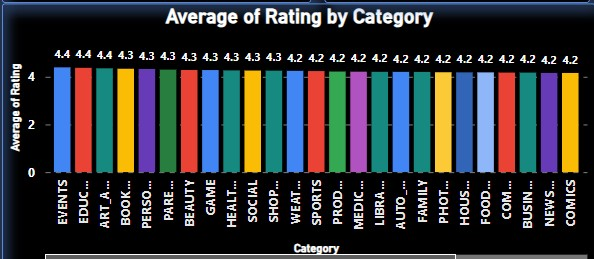 Average of Rating by Category
4.4 4.4 4.4 4.3 4.3 4.3 4.3 4.3 4.3 4.3 4.3 4.2 4.2 4.2 4.2 4.2 4.2 4.2 4.2 4.2 4.2 4.2 4.2 4.2 4.2
Average of Rating
4
2
0
EVENTS
EDUC...
ART_A...
BOOK...
PERSO...
PARE...
BEAUTY
GAME
HEALT...
SOCIAL
SHOP...
WEAT...
SPORTS
PROD...
MEDIC...
LIBRA...
AUTO_...
FAMILY
PHOT...
HOUS...
FOOD...
COM...
BUSIN...
NEWS...
COMICS
Category